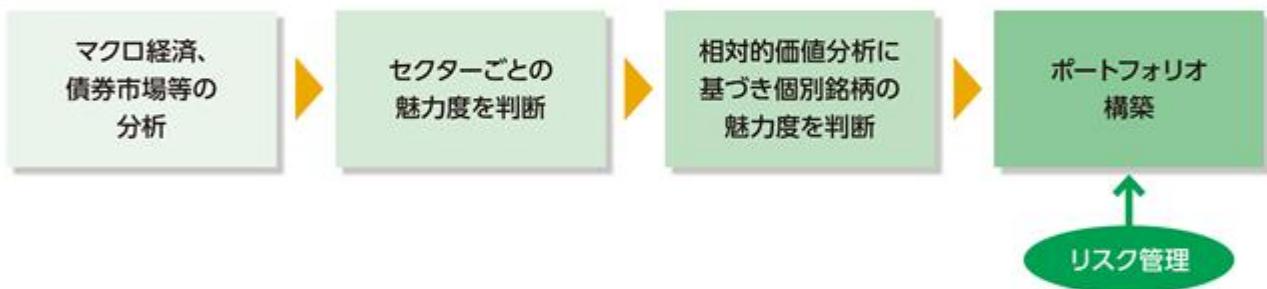 マクロ経済、
債券市場等の
分析
セクターごとの
魅力度を判断
相対的価値分析に
基づき個別銘柄の
魅力度を判断
ポートフォリオ
構築
リスク管理